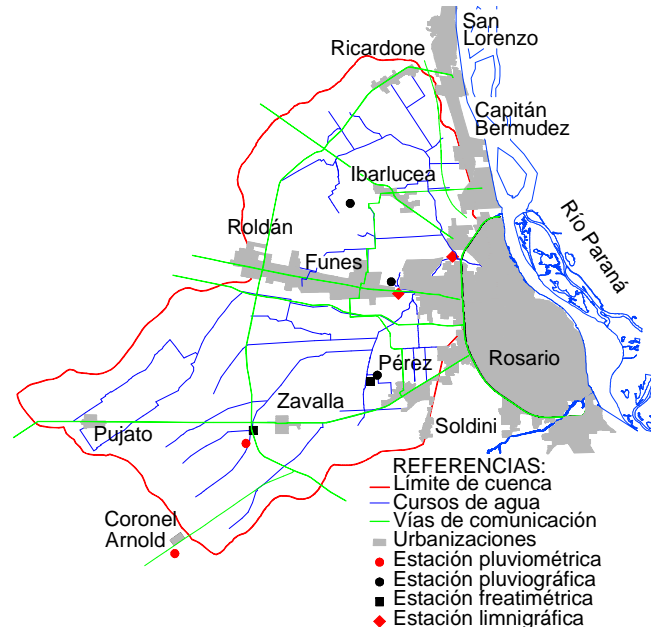 San
Lorenzo
Ricardone
Capitán
Bermudez
Ibarlucea
Roldán
Funes
Río Paraná
Rosario
Pérez
Zavalla
Pujato
Soldini
Coronel
Arnold
REFERENCIAS:
Límite de cuenca
Cursos de agua
Vías de comunicación
Urbanizaciones
Estación pluviométrica
Estación pluviográfica
Estación freatimétrica
Estación limnigráfica